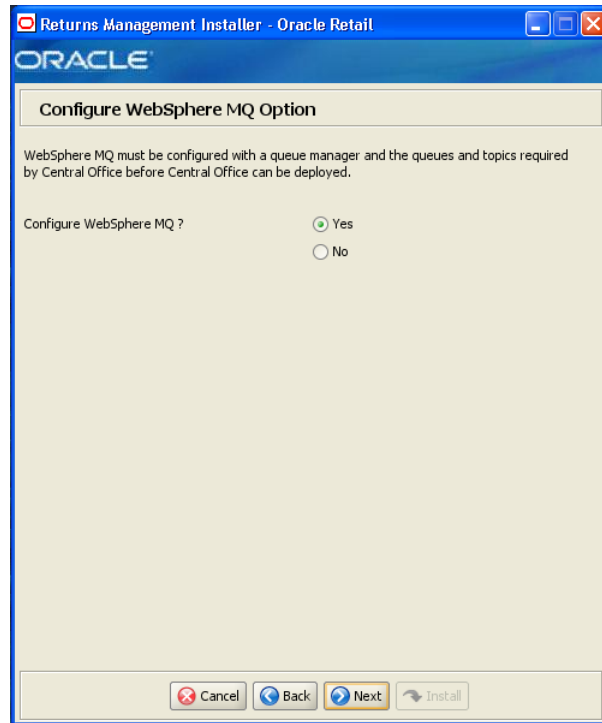 Returns Management Installer - Oracle Retail
ORACLE
Configure WebSphere MQ Option
WebSphere MQ must be configured with a queue manager and the queues and topics required
by Central Office before Central Office can be deployed.
Configure WebSphere MQ ?
Yes
No
Cancel
Back
Next
Install